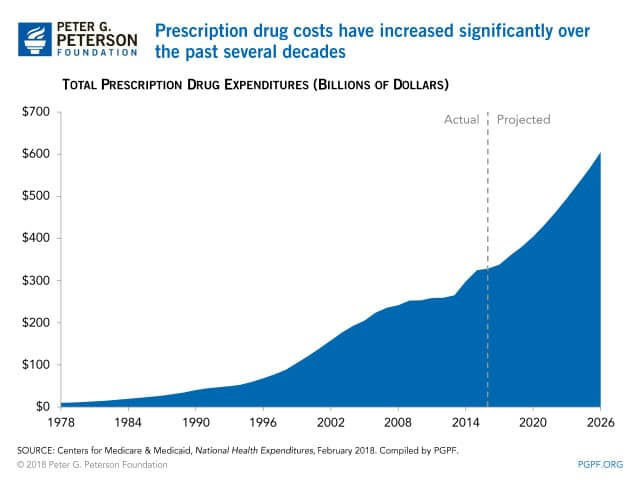 PETER G.
PETERSON
FOUNDATION
Prescription drug costs have increased significantly over
the past several decades
TOTAL PRESCRIPTION DRUG EXPENDITURES (BILLIONS OF DOLLARS)
$700
Actual
Projected
$600
$500
$400
$300
$200
$100
$0
1978
1984
1990
1996
2002
2008
2014
2020
2026
SOURCE: Centers for Medicare & Medicaid, National Health Expenditures, February 2018. Compiled by PGPF.
© 2018 Peter G. Peterson Foundation
PGPF.ORG